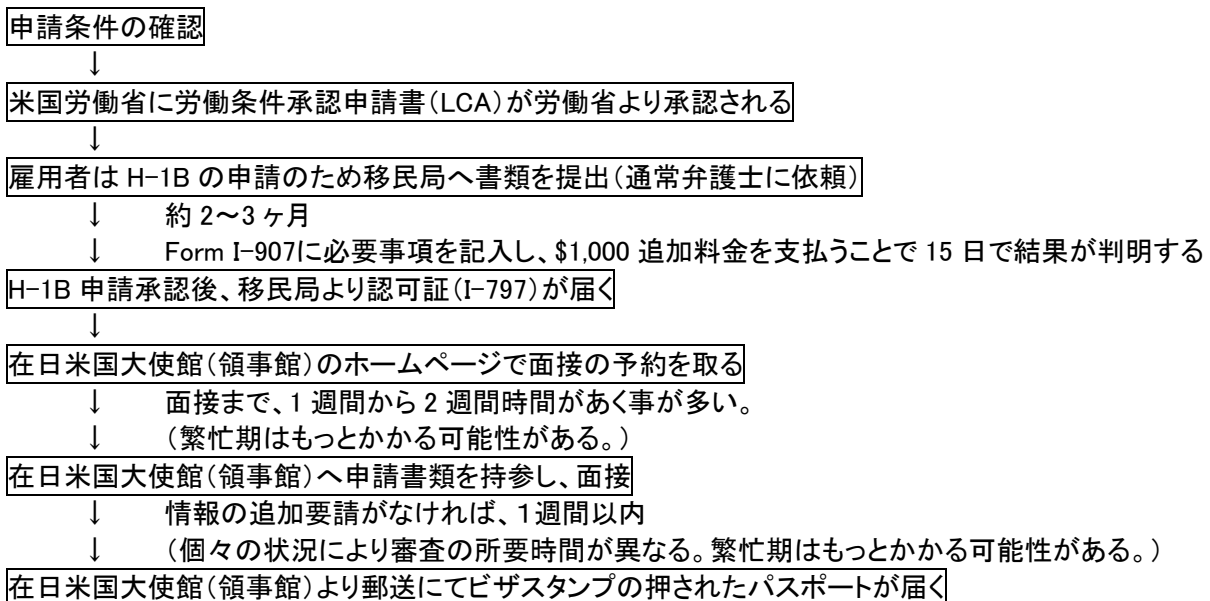 申請条件の確認
↓
米国労働省に労働条件承認申請書(LCA)が労働省より承認される
↓
雇用者は H-1B の申請のため移民局へ書類を提出(通常弁護士に依頼)
↓ 約 2~3 ヶ月
↓ Form I-907に必要事項を記入し、$1,000 追加料金を支払うことで 15 日で結果が判明する
H-1B 申請承認後、移民局より認可証(I-797)が届く
↓
在日米国大使館(領事館)のホームページで面接の予約を取る
↓ 面接まで、1 週間から 2 週間時間があく事が多い。
↓ (繁忙期はもっとかかる可能性がある。)
在日米国大使館(領事館)へ申請書類を持参し、面接
↓ 情報の追加要請がなければ、1週間以内
↓ (個々の状況により審査の所要時間が異なる。繁忙期はもっとかかる可能性がある。)
在日米国大使館(領事館)より郵送にてビザスタンプの押されたパスポートが届く